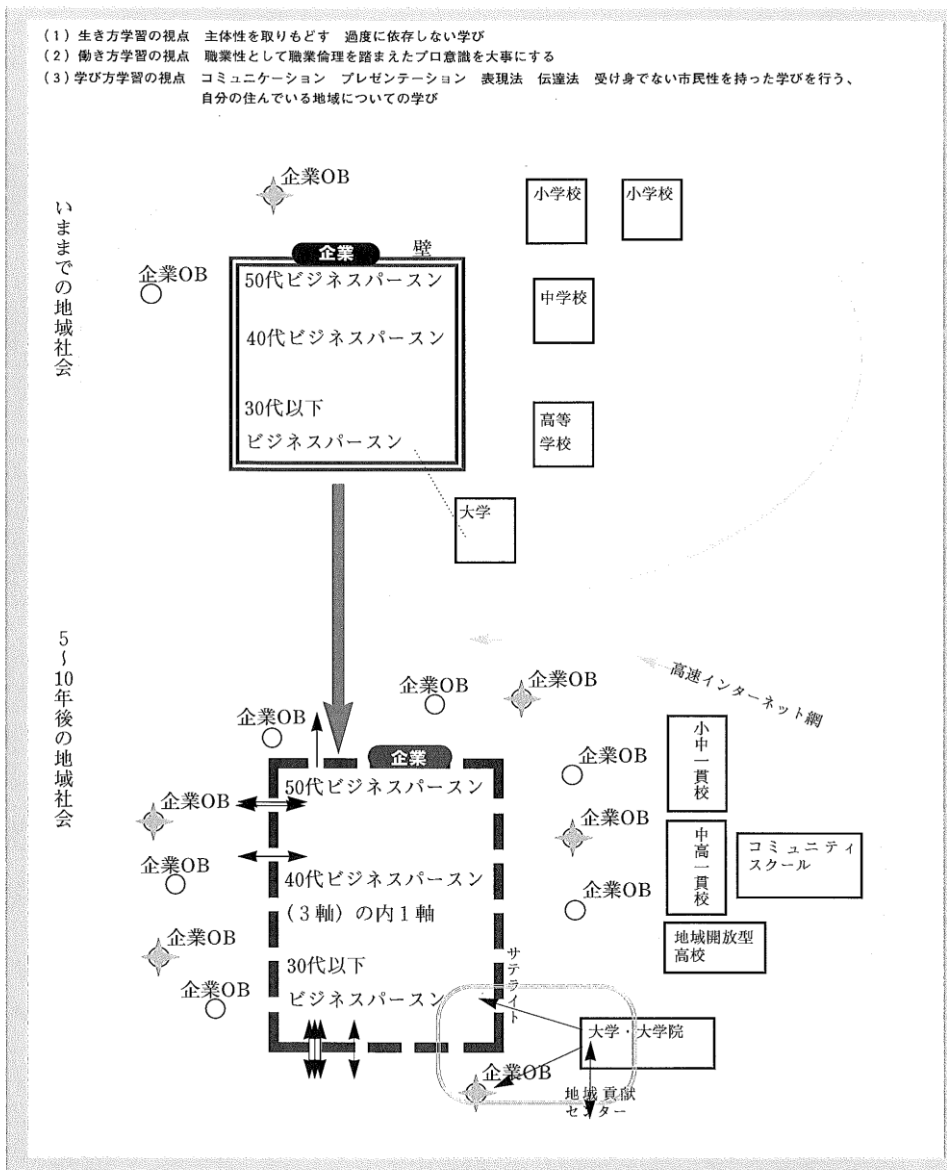 (1) 生き方学習の視点　主体性を取りもどす　過度に依存しない学び
(2) 働き方学習の視点　職業性として職業倫理を踏まえたプロ意識を大事にする
(3) 学び方学習の視点　コミュニケーション　プレゼンテーション　表現法　伝達法　受け身でない市民性を持った学びを行う、
自分の住んでいる地域についての学び
いままでの地域社会
企業OB
企業OB
企業
壁
50代ビジネスパースン
40代ビジネスパースン
30代以下
ビジネスパースン
小学校
小学校
中学校
高等
学校
大学
5〜10年後の地域社会
高速インターネット網
企業OB
企業OB
企業OB
企業
50代ビジネスパースン
企業OB
企業OB
40代ビジネスパースン
(3軸) の内1軸
企業OB
企業OB
30代以下
ビジネスパースン
サテライト
企業OB
企業OB
企業OB
小中一貫校
中高一貫校
コミュニティ
スクール
地域開放型
高校
大学・大学院
企業OB
地域貢献
センター